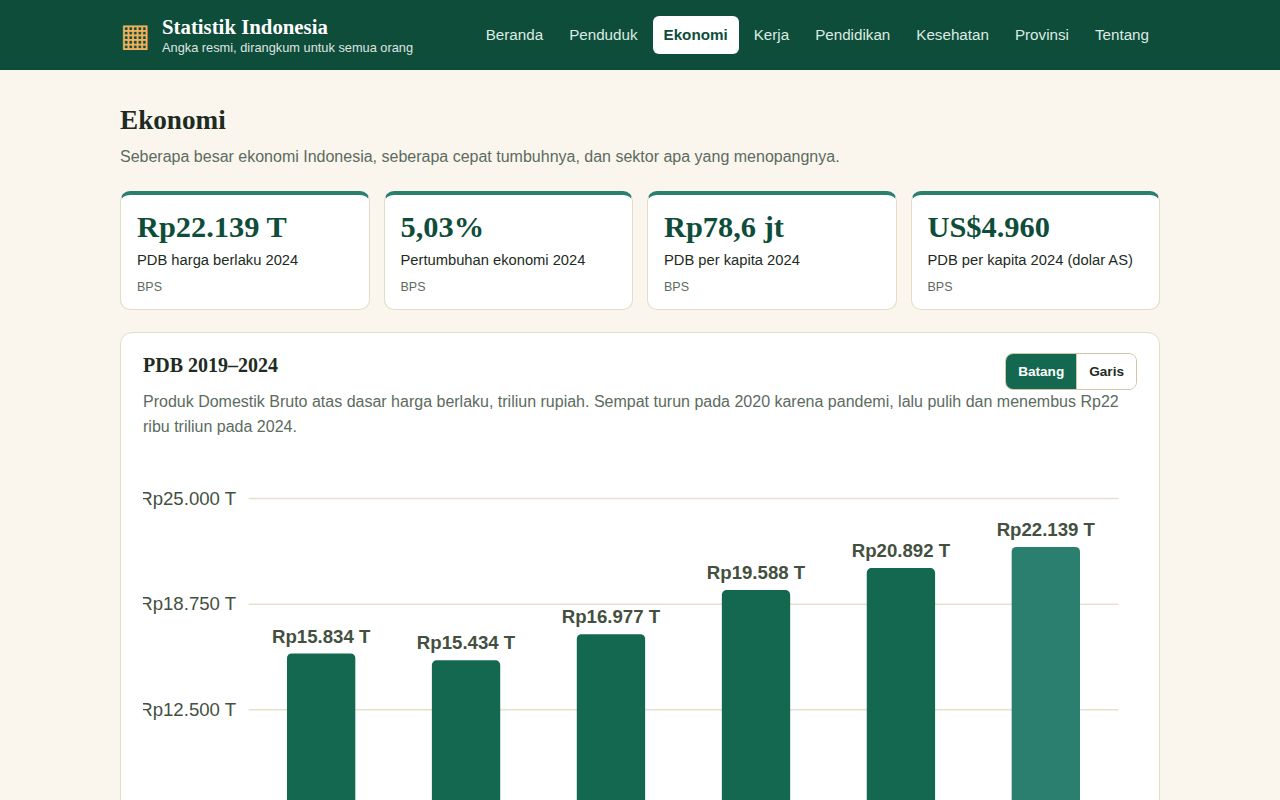 Statistik Indonesia
Angka resmi, dirangkum untuk semua orang
Beranda Penduduk Ekonomi Kerja Pendidikan Kesehatan Provinsi Tentang
Ekonomi
Seberapa besar ekonomi Indonesia, seberapa cepat tumbuhnya, dan sektor apa yang menopangnya.
Rp22.139 T
PDB harga berlaku 2024
BPS
5,03%
Pertumbuhan ekonomi 2024
BPS
Rp78,6 jt
PDB per kapita 2024
BPS
US$4.960
PDB per kapita 2024 (dolar AS)
BPS
PDB 2019–2024
Batang Garis
Produk Domestik Bruto atas dasar harga berlaku, triliun rupiah. Sempat turun pada 2020 karena pandemi, lalu pulih dan menembus Rp22
ribu triliun pada 2024.
Rp25.000 T
Rp18.750 T
Rp12.500 T
Rp15.834 T
Rp15.434 T
Rp16.977 T
Rp19.588 T
Rp20.892 T
Rp22.139 T